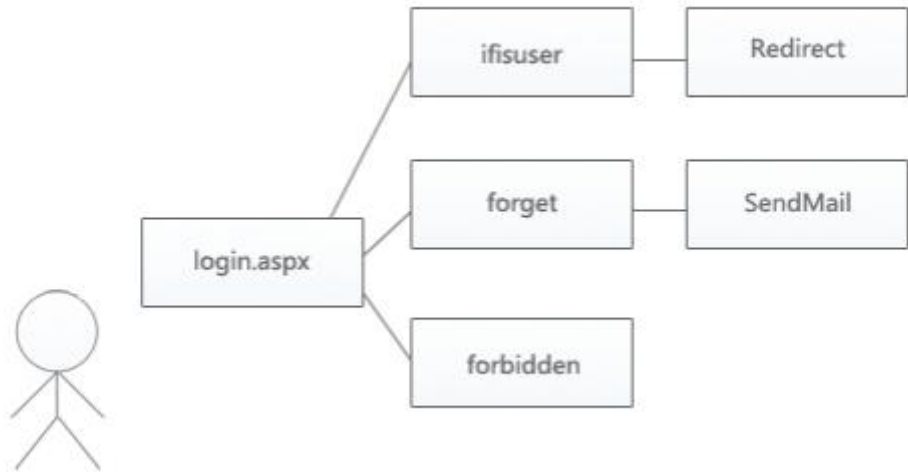 ifisuser
Redirect
forget
SendMail
login.aspx
forbidden